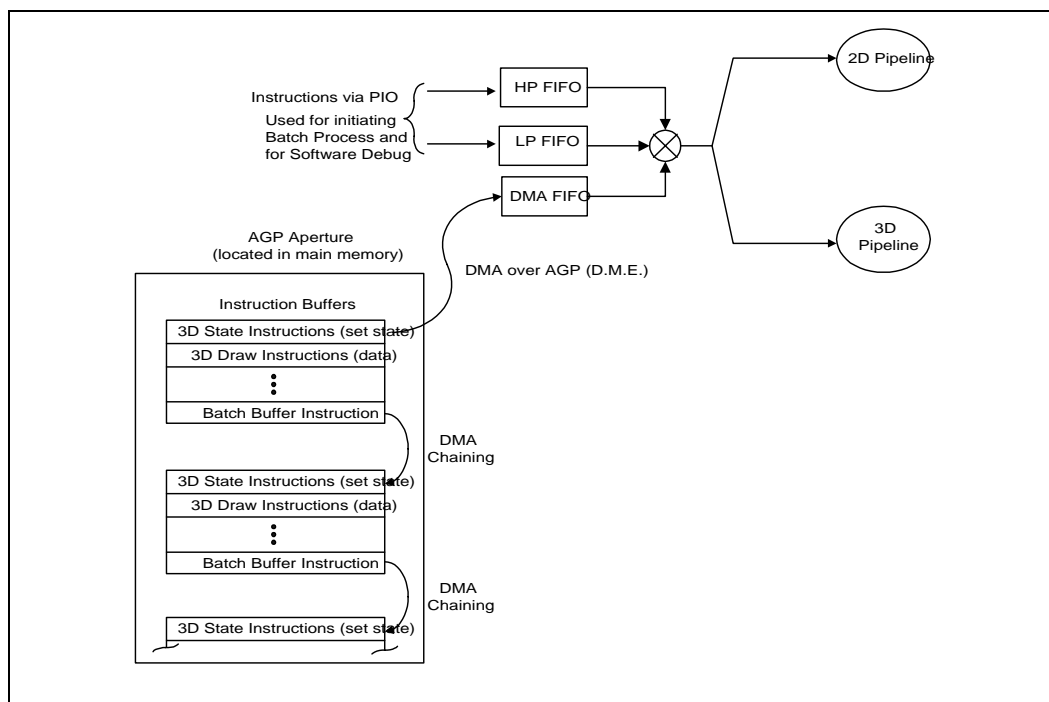 2D Pipeline
HP FIFO
Instructions via PIO
Used for initiating
Batch Process and
for Software Debug
LP FIFO
DMA FIFO
3D
Pipeline
AGP Aperture
(located in main memory)
DMA over AGP (D.M.E.)
Instruction Buffers
3D State Instructions (set state)
3D Draw Instructions (data)
Batch Buffer Instruction
DMA
Chaining
3D State Instructions (set state)
3D Draw Instructions (data)
Batch Buffer Instruction
DMA
Chaining
3D State Instructions (set state)